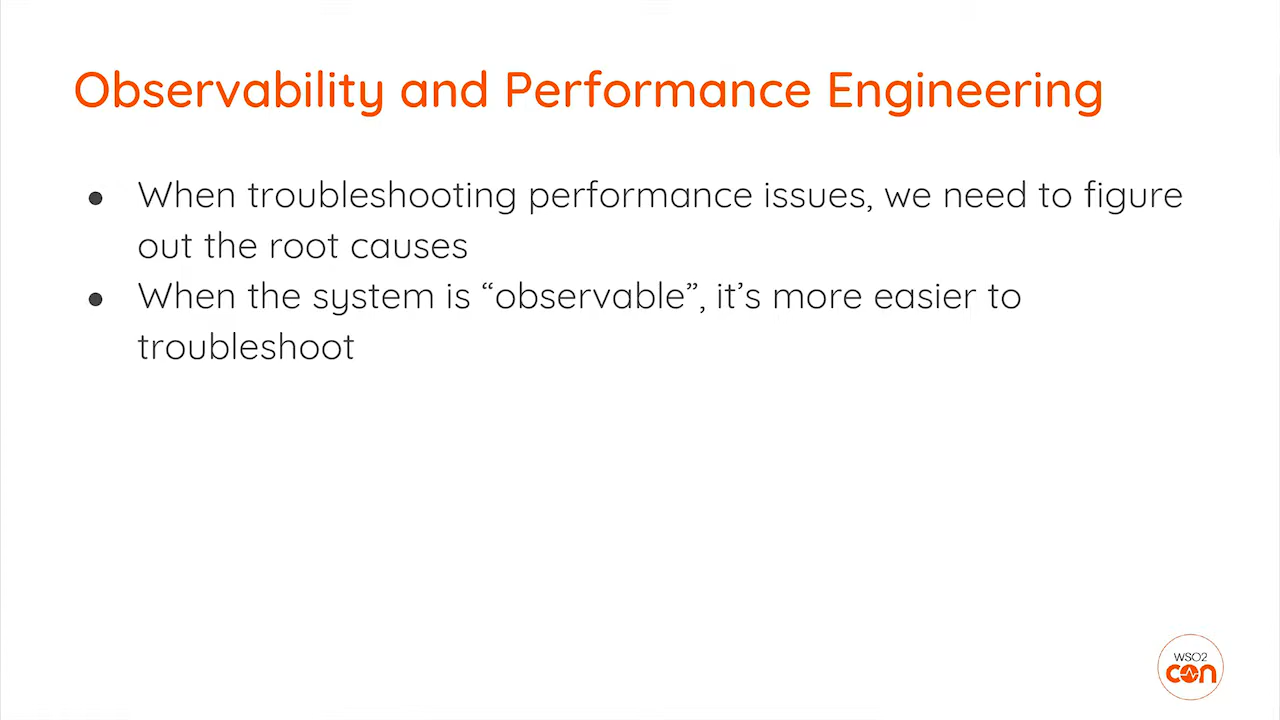 Observability and Performance Engineering
● When troubleshooting performance issues, we need to figure
out the root causes
● When the system is “observable”, it’s more easier to
troubleshoot
WSO2
con